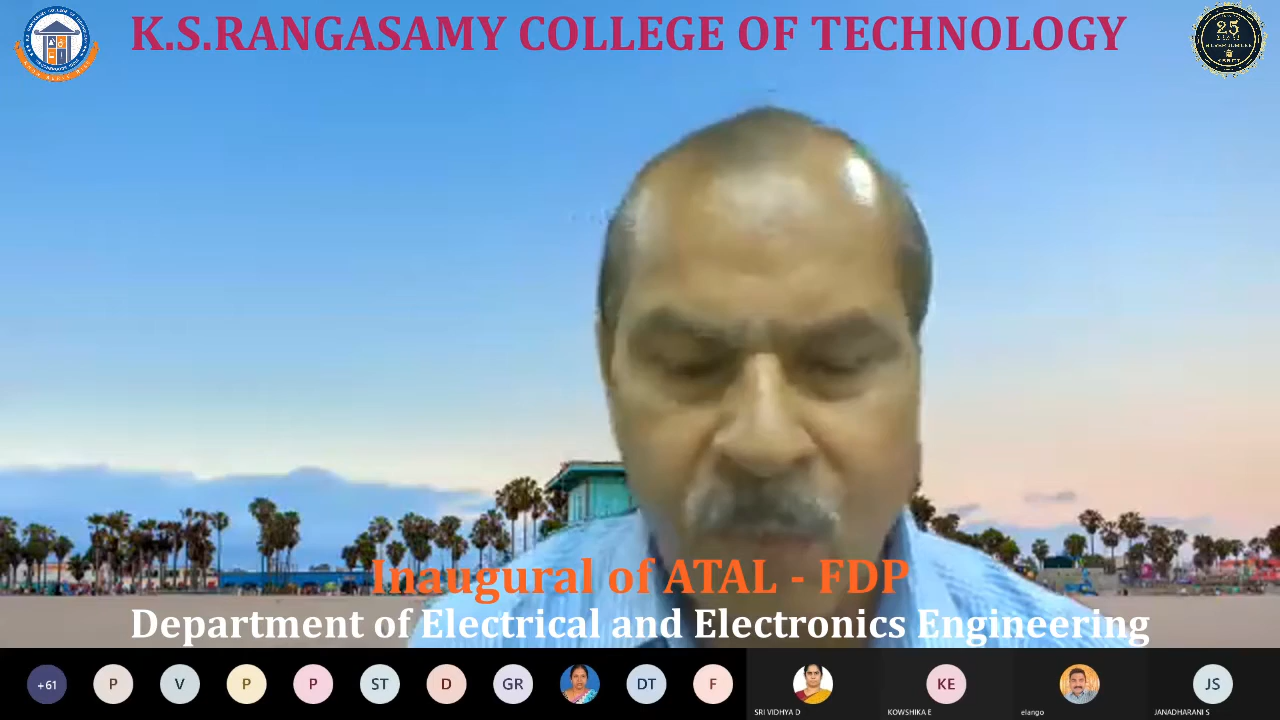 K.S.RANGASAMY COLLEGE OF TECHNOLOGY
25
Inaugural of ATAL - FDP
Department of Electrical and Electronics Engineering
+61 P V P P ST D GR DT F KE JS
SRI VIDHYA D KOWSHIKA E elango JANADHARANI S